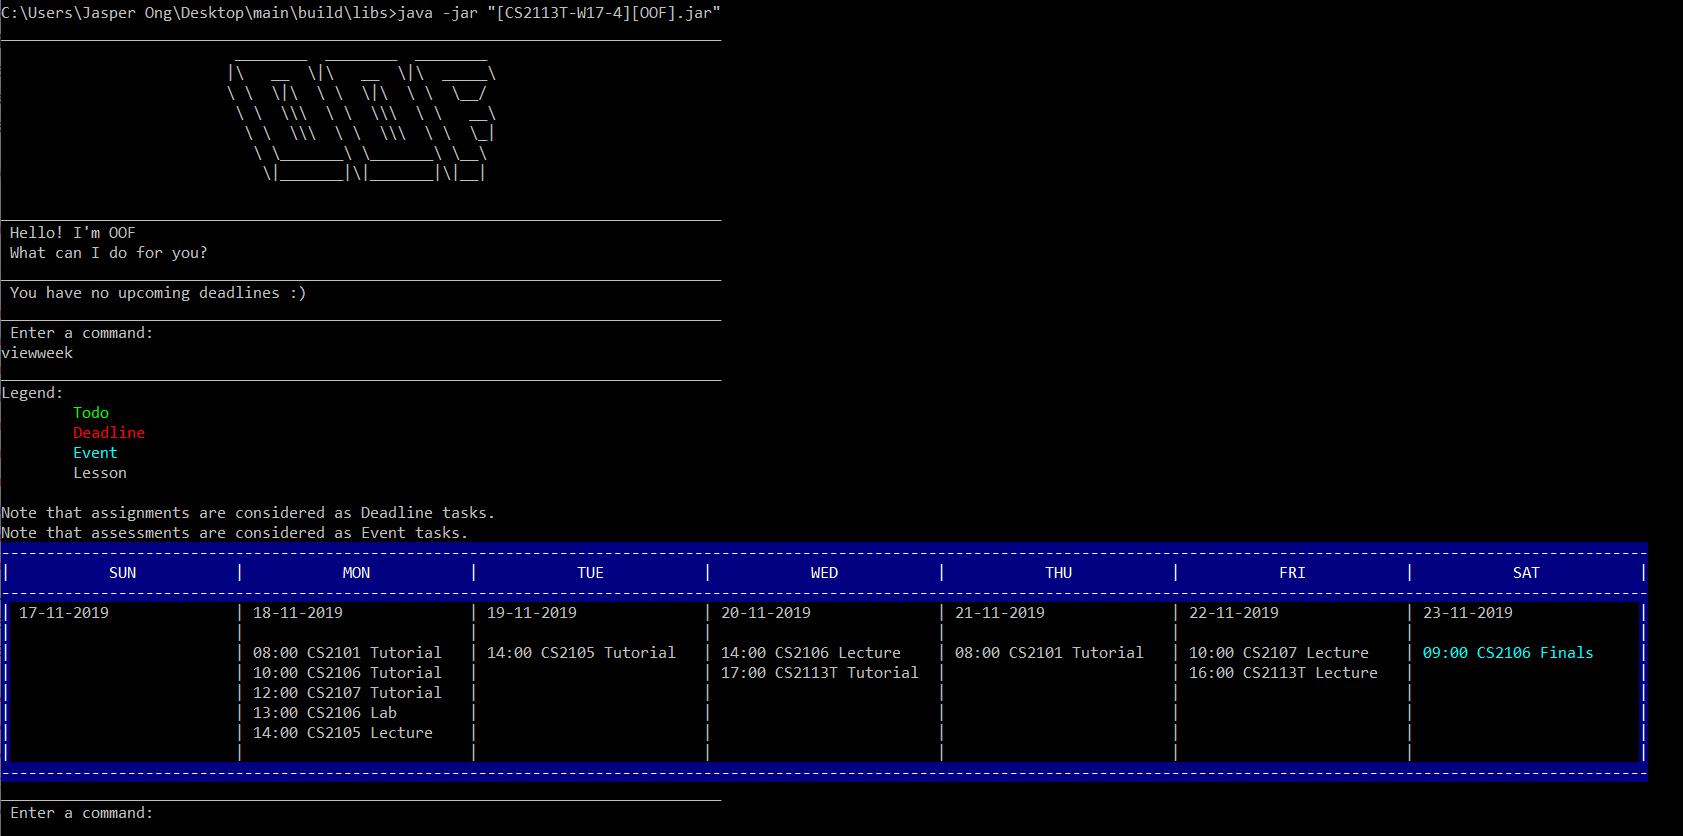 C:\Users\Jasper Ong\Desktop\main\build\libs>java -jar "[CS2113T-W17-4][OOF].jar"
Hello! I'm OOF
What can I do for you?
You have no upcoming deadlines :)
Enter a command:
viewweek
Legend:
Todo
Deadline
Event
Lesson
Note that assignments are considered as Deadline tasks.
Note that assessments are considered as Event tasks.
| SUN | MON | TUE | WED | THU | FRI | SAT |
| 17-11-2019 | 18-11-2019 | 19-11-2019 | 20-11-2019 | 21-11-2019 | 22-11-2019 | 23-11-2019 |
| | 08:00 CS2101 Tutorial | 14:00 CS2105 Tutorial | 14:00 CS2106 Lecture | 08:00 CS2101 Tutorial | 10:00 CS2107 Lecture | 09:00 CS2106 Finals |
| | 10:00 CS2106 Tutorial | | 17:00 CS2113T Tutorial | | 16:00 CS2113T Lecture | |
| | 12:00 CS2107 Tutorial | | | | | |
| | 13:00 CS2106 Lab | | | | | |
| | 14:00 CS2105 Lecture | | | | | |
Enter a command: